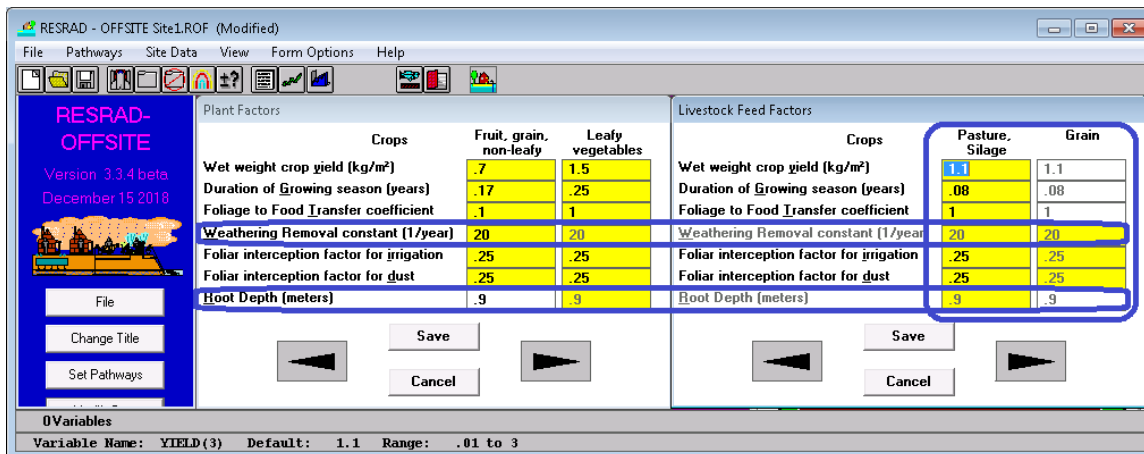 RESRAD - OFFSITE Site1.ROF (Modified)
File Pathways Site Data View Form Options Help
±?
RESRAD-
OFFSITE
Version 3.3.4 beta
December 15 2018
File
Change Title
Set Pathways
Plant Factors
Crops Fruit, grain, non-leafy Leafy vegetables
Wet weight crop yield (kg/m²) .7 1.5
Duration of Growing season (years) .17 .25
Foliage to Food Transfer coefficient .1 1
Weathering Removal constant (1/year) 20 20
Foliar interception factor for irrigation .25 .25
Foliar interception factor for dust .25 .25
Root Depth (meters) .9 .9
Save
Cancel
Livestock Feed Factors
Crops Pasture, Silage Grain
Wet weight crop yield (kg/m²) 1.1 1.1
Duration of Growing season (years) .08 .08
Foliage to Food Transfer coefficient 1 1
Weathering Removal constant (1/year 20 20
Foliar interception factor for irrigation .25 .25
Foliar interception factor for dust .25 .25
Root Depth (meters) .9 .9
Save
Cancel
0Variables
Variable Name: YIELD(3) Default: 1.1 Range: .01 to 3